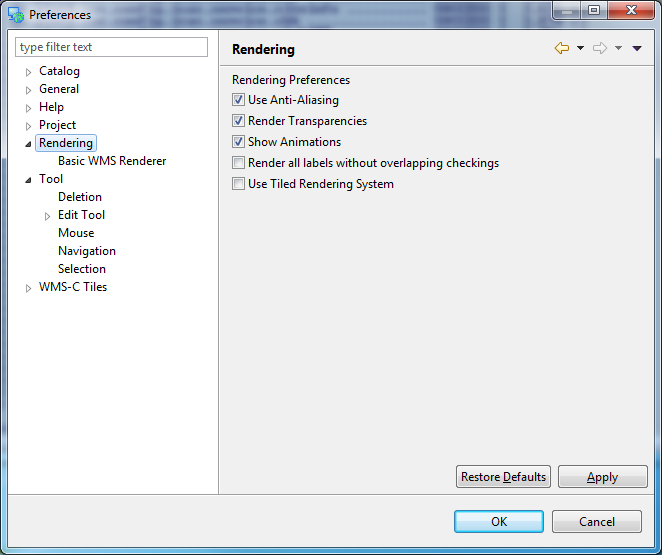 Preferences
type filter text
Catalog
General
Help
Project
Rendering
Basic WMS Renderer
Tool
Deletion
Edit Tool
Mouse
Navigation
Selection
WMS-C Tiles
Rendering
Rendering Preferences
Use Anti-Aliasing
Render Transparencies
Show Animations
Render all labels without overlapping checkings
Use Tiled Rendering System
Restore Defaults
Apply
OK
Cancel